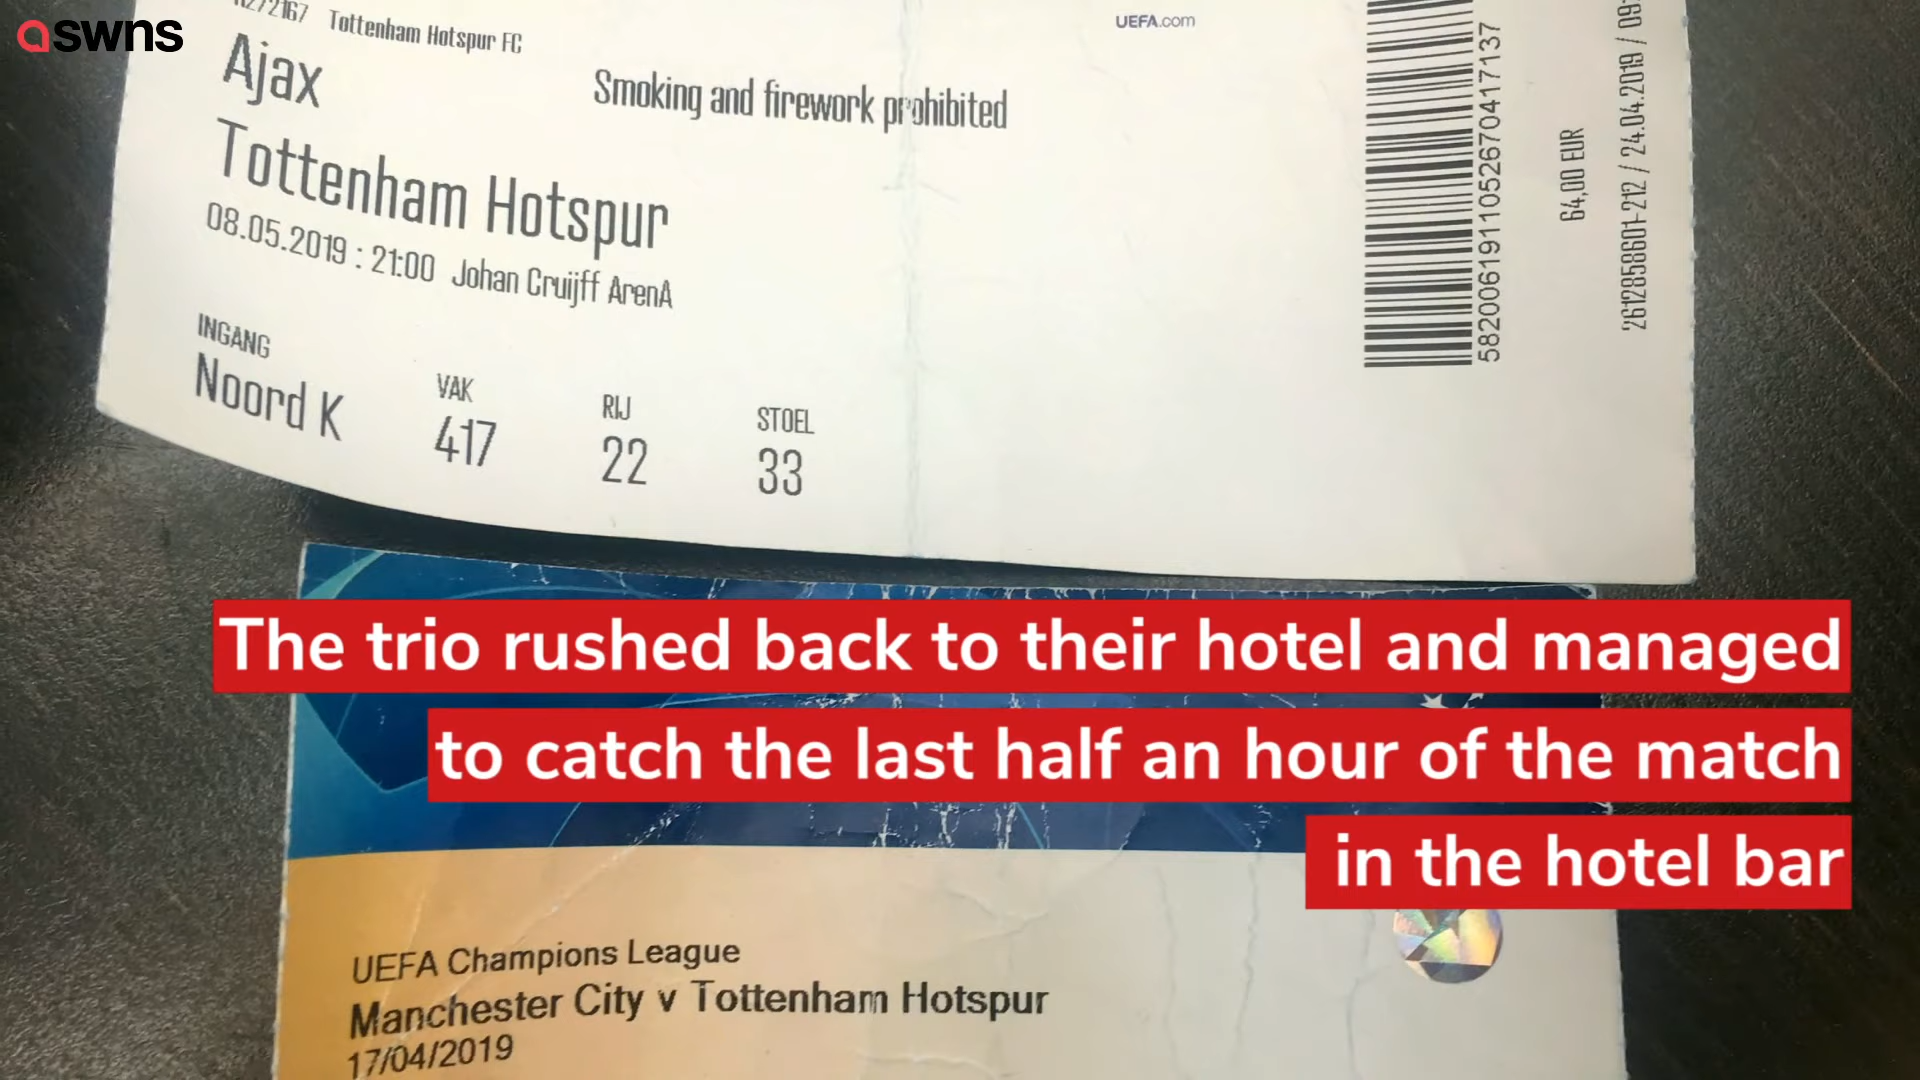 swns
Tottenham Hotspur FC
UEFA.com
Ajax
Smoking and firework prohibited
Tottenham Hotspur
08.05.2019 : 21:00 Johan Cruijff ArenA
INGANG
Noord K
VAK
417
RIJ
22
STOEL
33
5820061911052670417137
64,00 EUR
2612858601-212 / 24.04.2019 / 09:
The trio rushed back to their hotel and managed
to catch the last half an hour of the match
in the hotel bar
UEFA Champions League
Manchester City v Tottenham Hotspur
17/04/2019